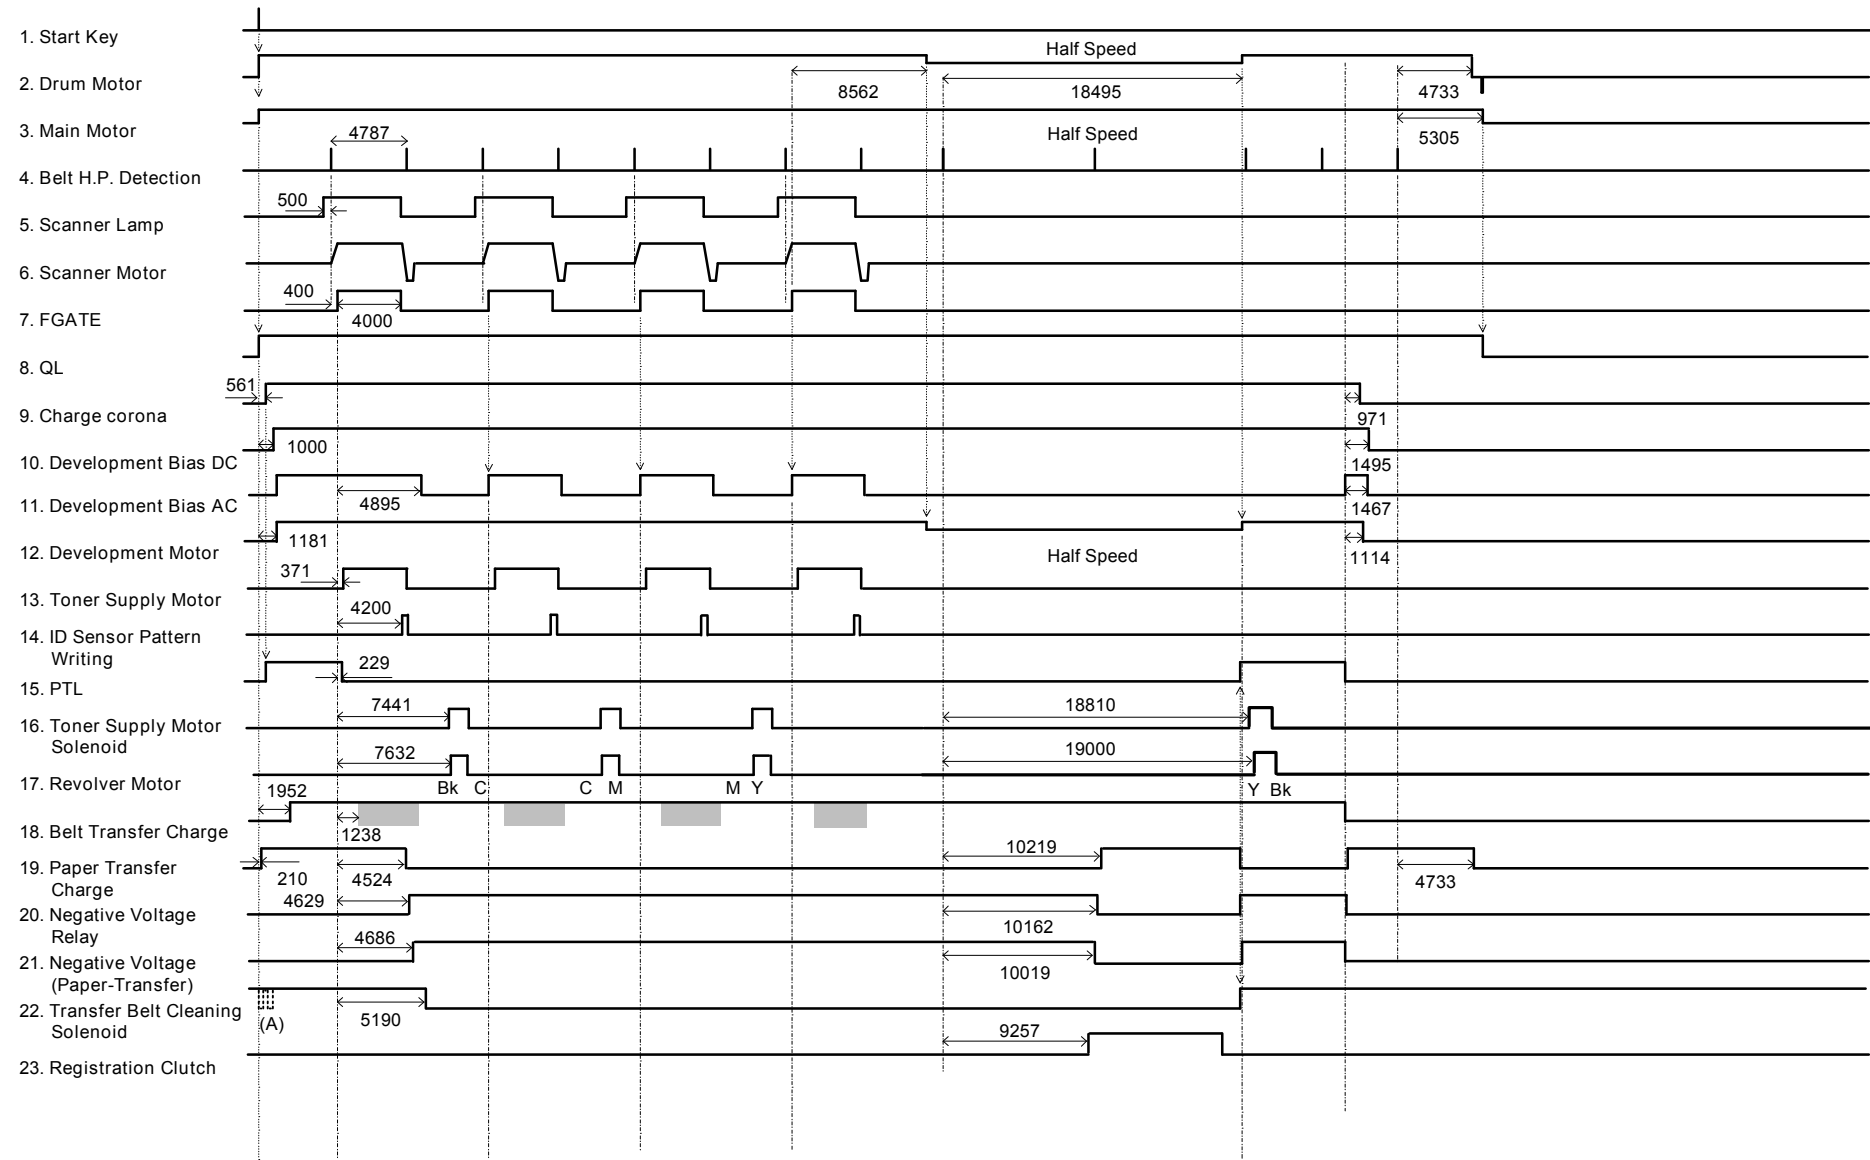 1. Start Key
Half Speed
2. Drum Motor
8562 18495 4733
3. Main Motor
4787 Half Speed 5305
4. Belt H.P. Detection
500
5. Scanner Lamp
6. Scanner Motor
400
7. FGATE
4000
8. QL
561
9. Charge corona
971
1000
10. Development Bias DC
1495
11. Development Bias AC
4895 1467
1181
12. Development Motor
Half Speed 1114
371
13. Toner Supply Motor
4200
14. ID Sensor Pattern
Writing
229
15. PTL
7441 18810
16. Toner Supply Motor
Solenoid
7632 19000
17. Revolver Motor
Bk C C M M Y Y Bk
1952
18. Belt Transfer Charge
1238
10219
19. Paper Transfer
Charge
210 4524 4733
4629
20. Negative Voltage
Relay
10162
4686
21. Negative Voltage
(Paper-Transfer)
10019
22. Transfer Belt Cleaning
Solenoid
(A) 5190
9257
23. Registration Clutch